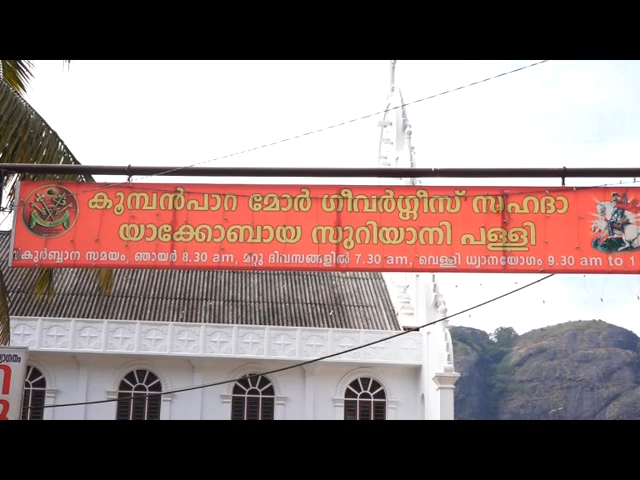 കൂമ്പൻപാറ മോർ ഗീവർഗ്ഗീസ് സഹദാ
യാക്കോബായ സുറിയാനി പള്ളി
വി.കുർബ്ബാന സമയം, ഞായർ 8.30 am, മറ്റു ദിവസങ്ങളിൽ 7.30 am, വെള്ളി ധ്യാനയോഗം 9.30 am to 1